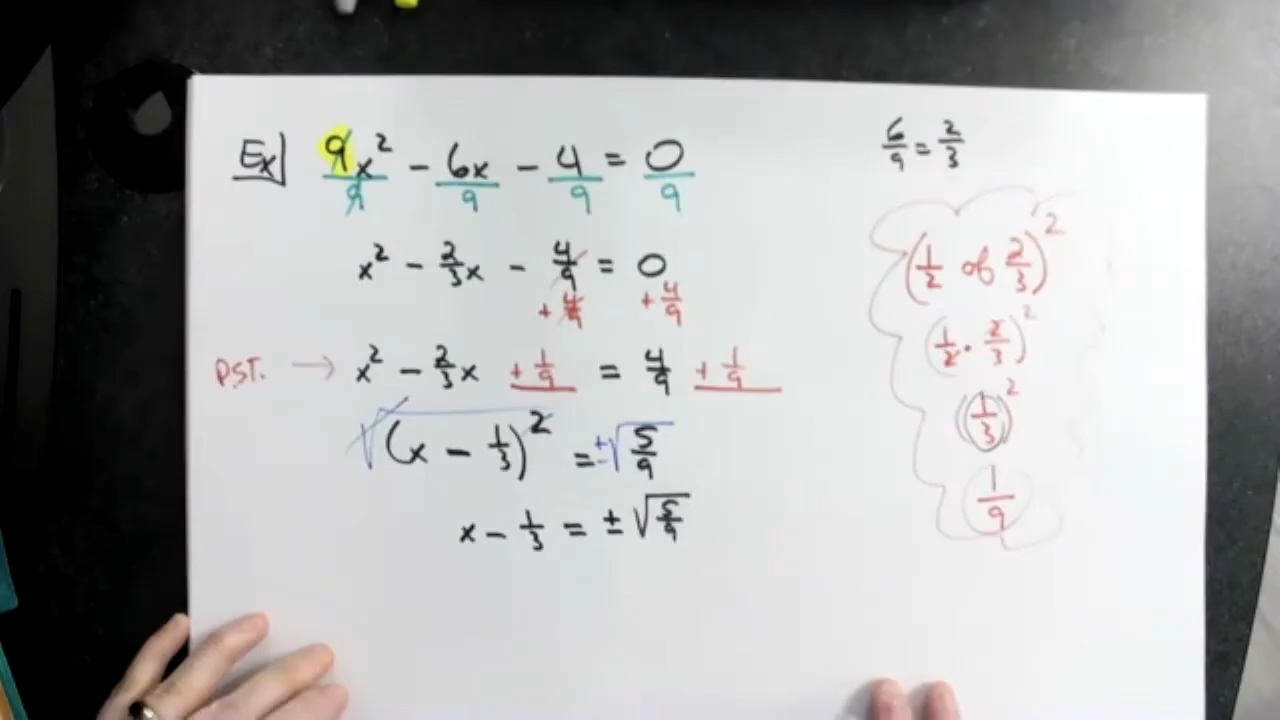 Ex] 9x² - 6x - 4 = 0
9 9 9 9
x² - 2/3x - 4/9 = 0
+ 4/9 + 4/9
P.S.T. → x² - 2/3x + 1/9 = 4/9 + 1/9
√(x - 1/3)² = ±√5/9
x - 1/3 = ±√5/9
6/9 = 2/3
(1/2 of 2/3)²
(1/2 · 2/3)²
(1/3)²
1/9